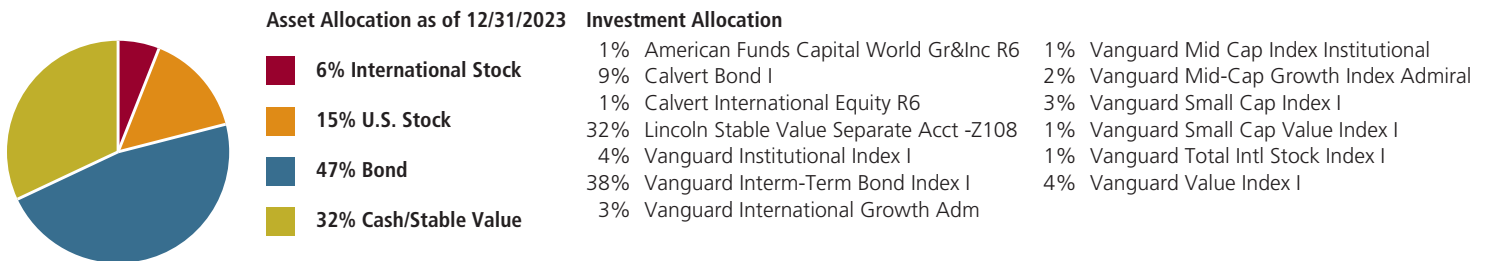 Asset Allocation as of 12/31/2023
6% International Stock
15% U.S. Stock
47% Bond
32% Cash/Stable Value
Investment Allocation
1% American Funds Capital World Gr&Inc R6
9% Calvert Bond I
1% Calvert International Equity R6
32% Lincoln Stable Value Separate Acct -Z108
4% Vanguard Institutional Index I
38% Vanguard Interm-Term Bond Index I
3% Vanguard International Growth Adm
1% Vanguard Mid Cap Index Institutional
2% Vanguard Mid-Cap Growth Index Admiral
3% Vanguard Small Cap Index I
1% Vanguard Small Cap Value Index I
1% Vanguard Total Intl Stock Index I
4% Vanguard Value Index I